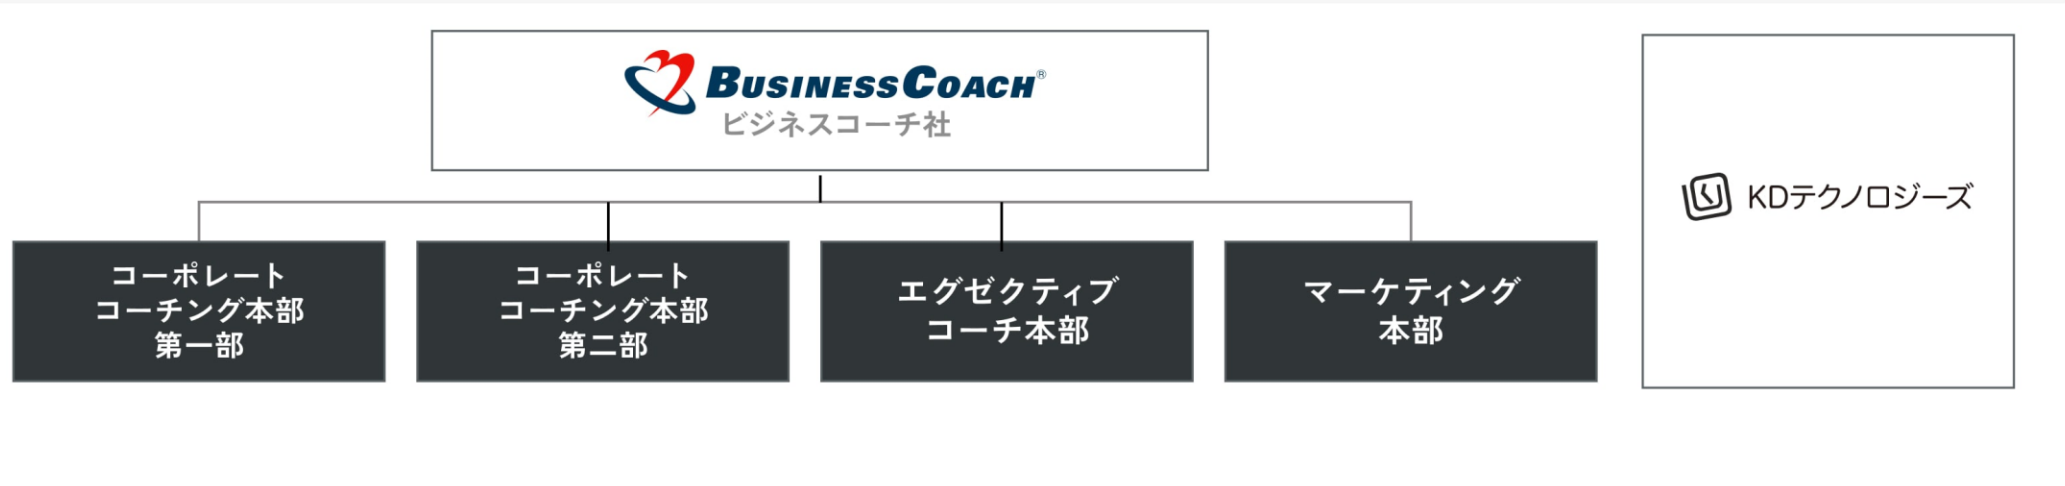 BUSINESSCOACH®
ビジネスコーチ社
コーポレート
コーチング本部
第一部
コーポレート
コーチング本部
第二部
エグゼクティブ
コーチ本部
マーケティング
本部
KDテクノロジーズ